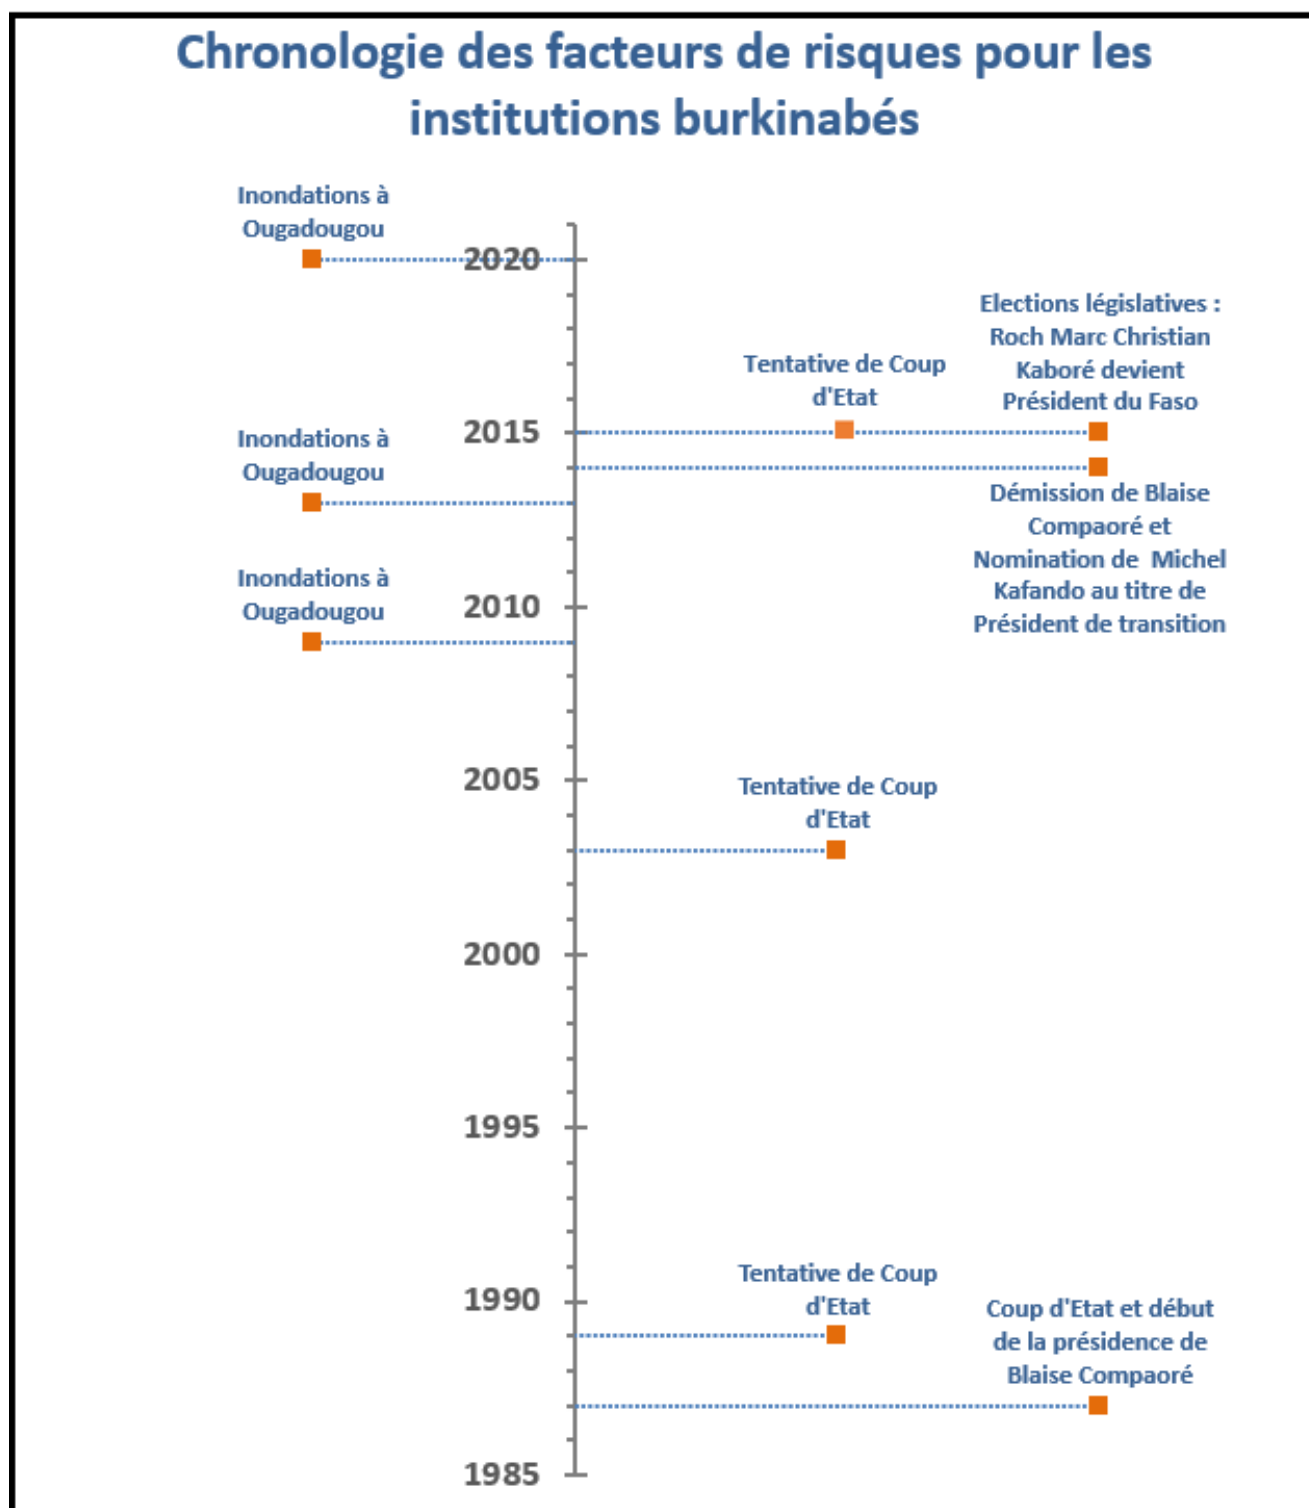 Chronologie des facteurs de risques pour les
institutions burkinabés
Inondations à
Ougadougou
2020
Elections législatives :
Roch Marc Christian
Kaboré devient
Président du Faso
Tentative de Coup
d'Etat
2015
Inondations à
Ougadougou
Démission de Blaise
Compaoré et
Nomination de  Michel
Kafando au titre de
Président de transition
Inondations à
Ougadougou
2010
2005
Tentative de Coup
d'Etat
2000
1995
Tentative de Coup
d'Etat
1990
Coup d'Etat et début
de la présidence de
Blaise Compaoré
1985